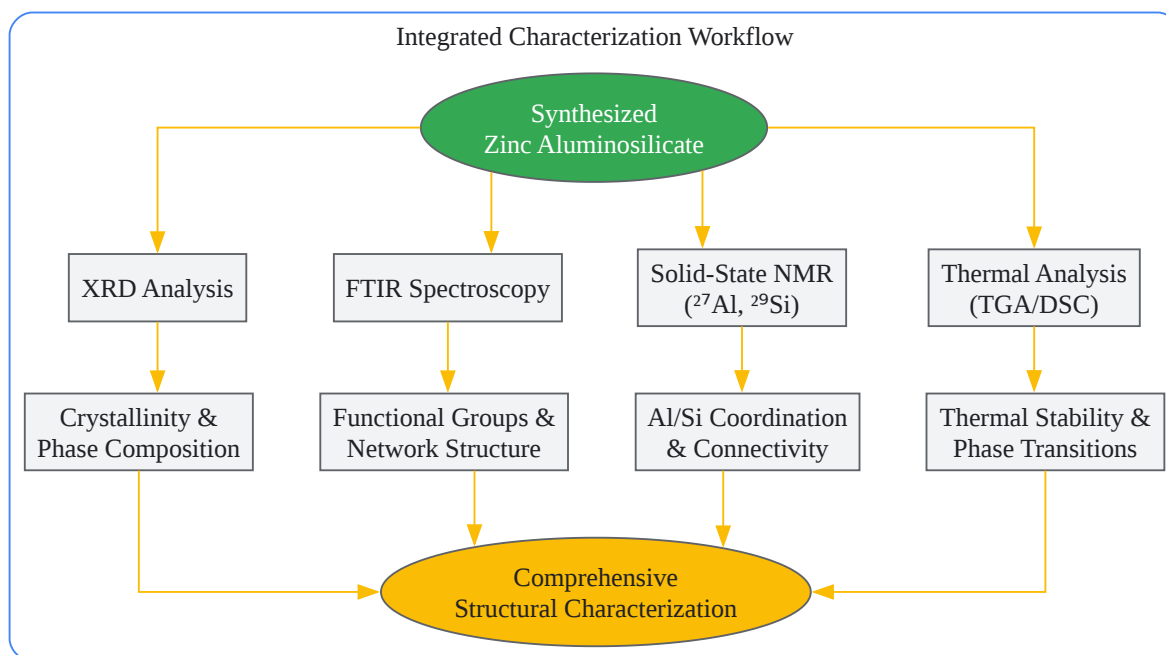 Integrated Characterization Workflow
Synthesized
Zinc Aluminosilicate
XRD Analysis
FTIR Spectroscopy
Solid-State NMR
(²⁷Al, ²⁹Si)
Thermal Analysis
(TGA/DSC)
Crystallinity &
Phase Composition
Functional Groups &
Network Structure
Al/Si Coordination
& Connectivity
Thermal Stability &
Phase Transitions
Comprehensive
Structural Characterization